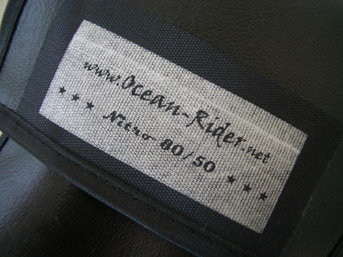 www.Ocean-Rider.net
★ ★ ★ Nitro 80/50 ★ ★ ★